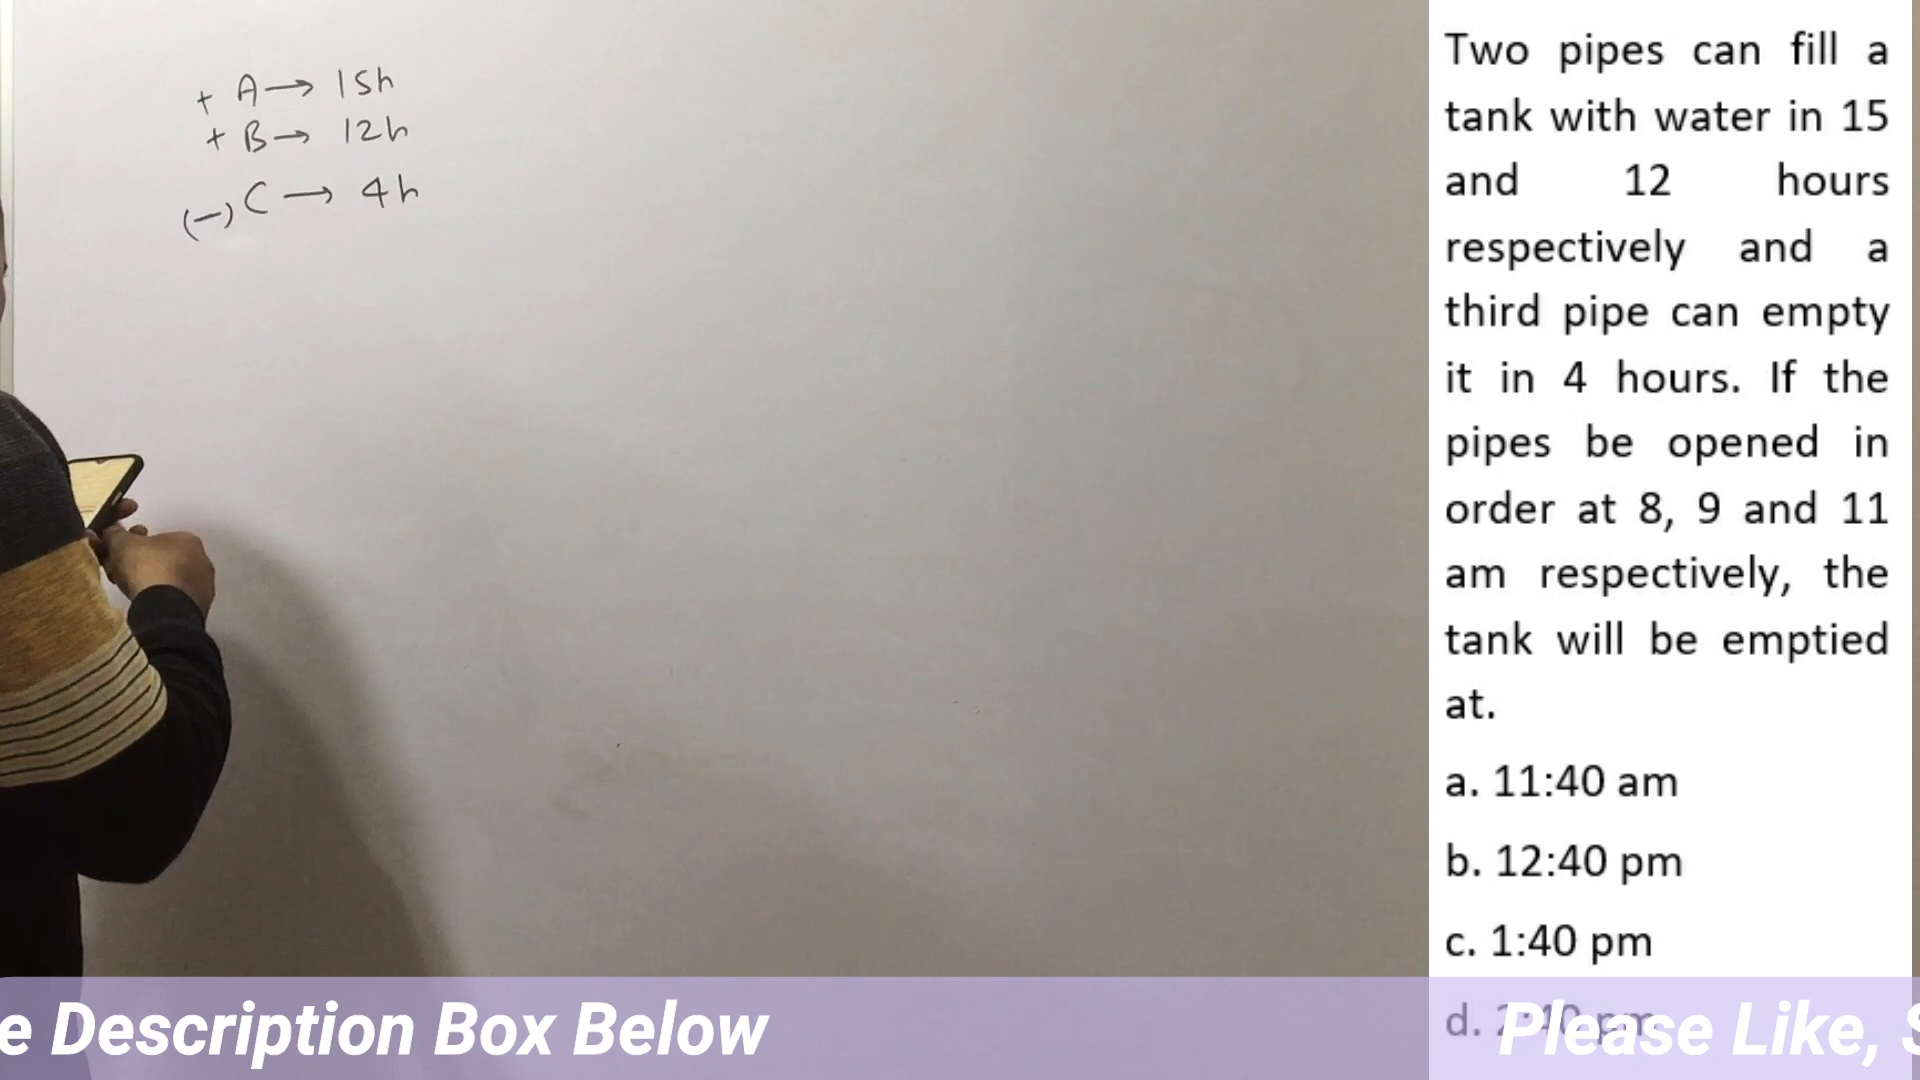 + A → 15h
+ B → 12h
(−) C → 4h
Two pipes can fill a
tank with water in 15
and 12 hours
respectively and a
third pipe can empty
it in 4 hours. If the
pipes be opened in
order at 8, 9 and 11
am respectively, the
tank will be emptied
at.
a. 11:40 am
b. 12:40 pm
c. 1:40 pm
d. 2:40 pm
e Description Box Below
Please Like, S